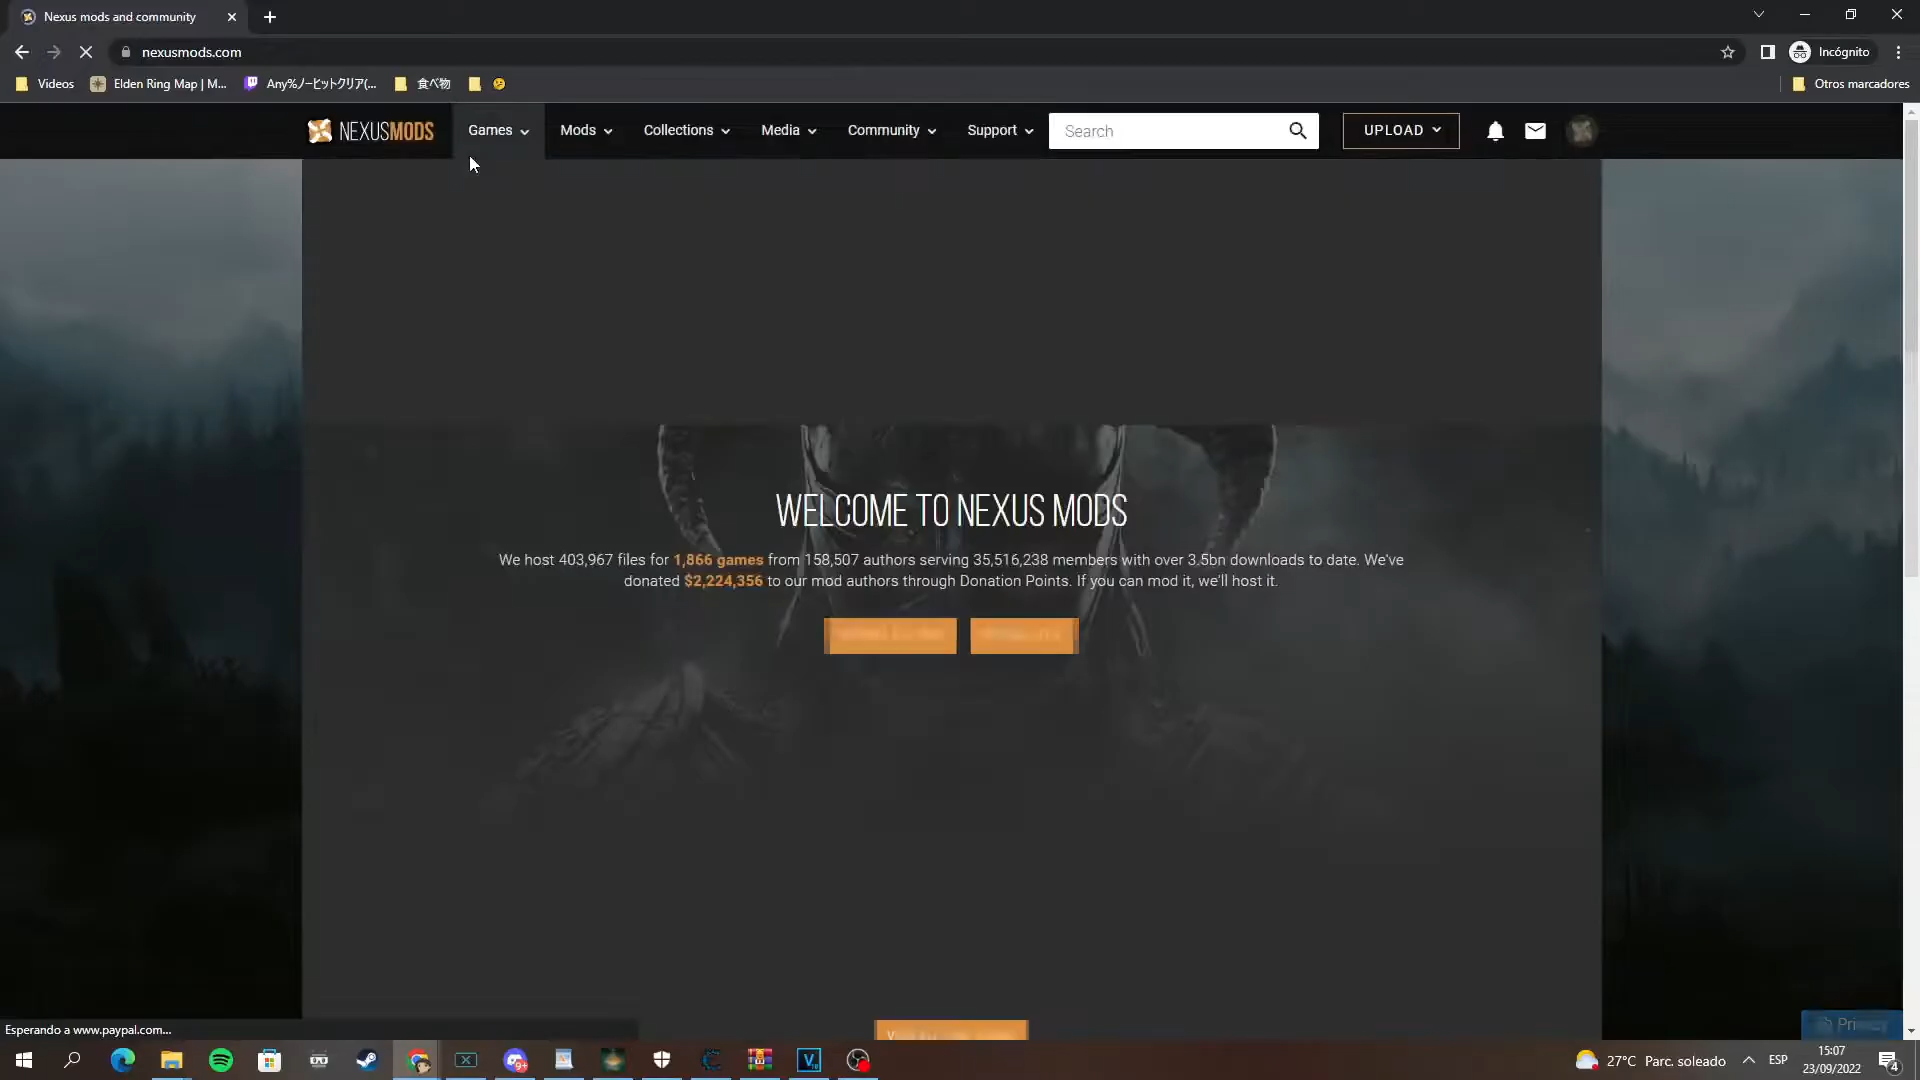 Nexus mods and community
nexusmods.com
Incógnito
Videos
Elden Ring Map | M...
Any%ノーヒットクリア(...
食べ物
Otros marcadores
NEXUSMODS
Games
Mods
Collections
Media
Community
Support
Search
UPLOAD
WELCOME TO NEXUS MODS
We host 403,967 files for 1,866 games from 158,507 authors serving 35,516,238 members with over 3.5bn downloads to date. We've
donated $2,224,356 to our mod authors through Donation Points. If you can mod it, we'll host it.
Privacy
Esperando a www.paypal.com...
9+
27°C Parc. soleado
ESP
15:07
23/09/2022
4